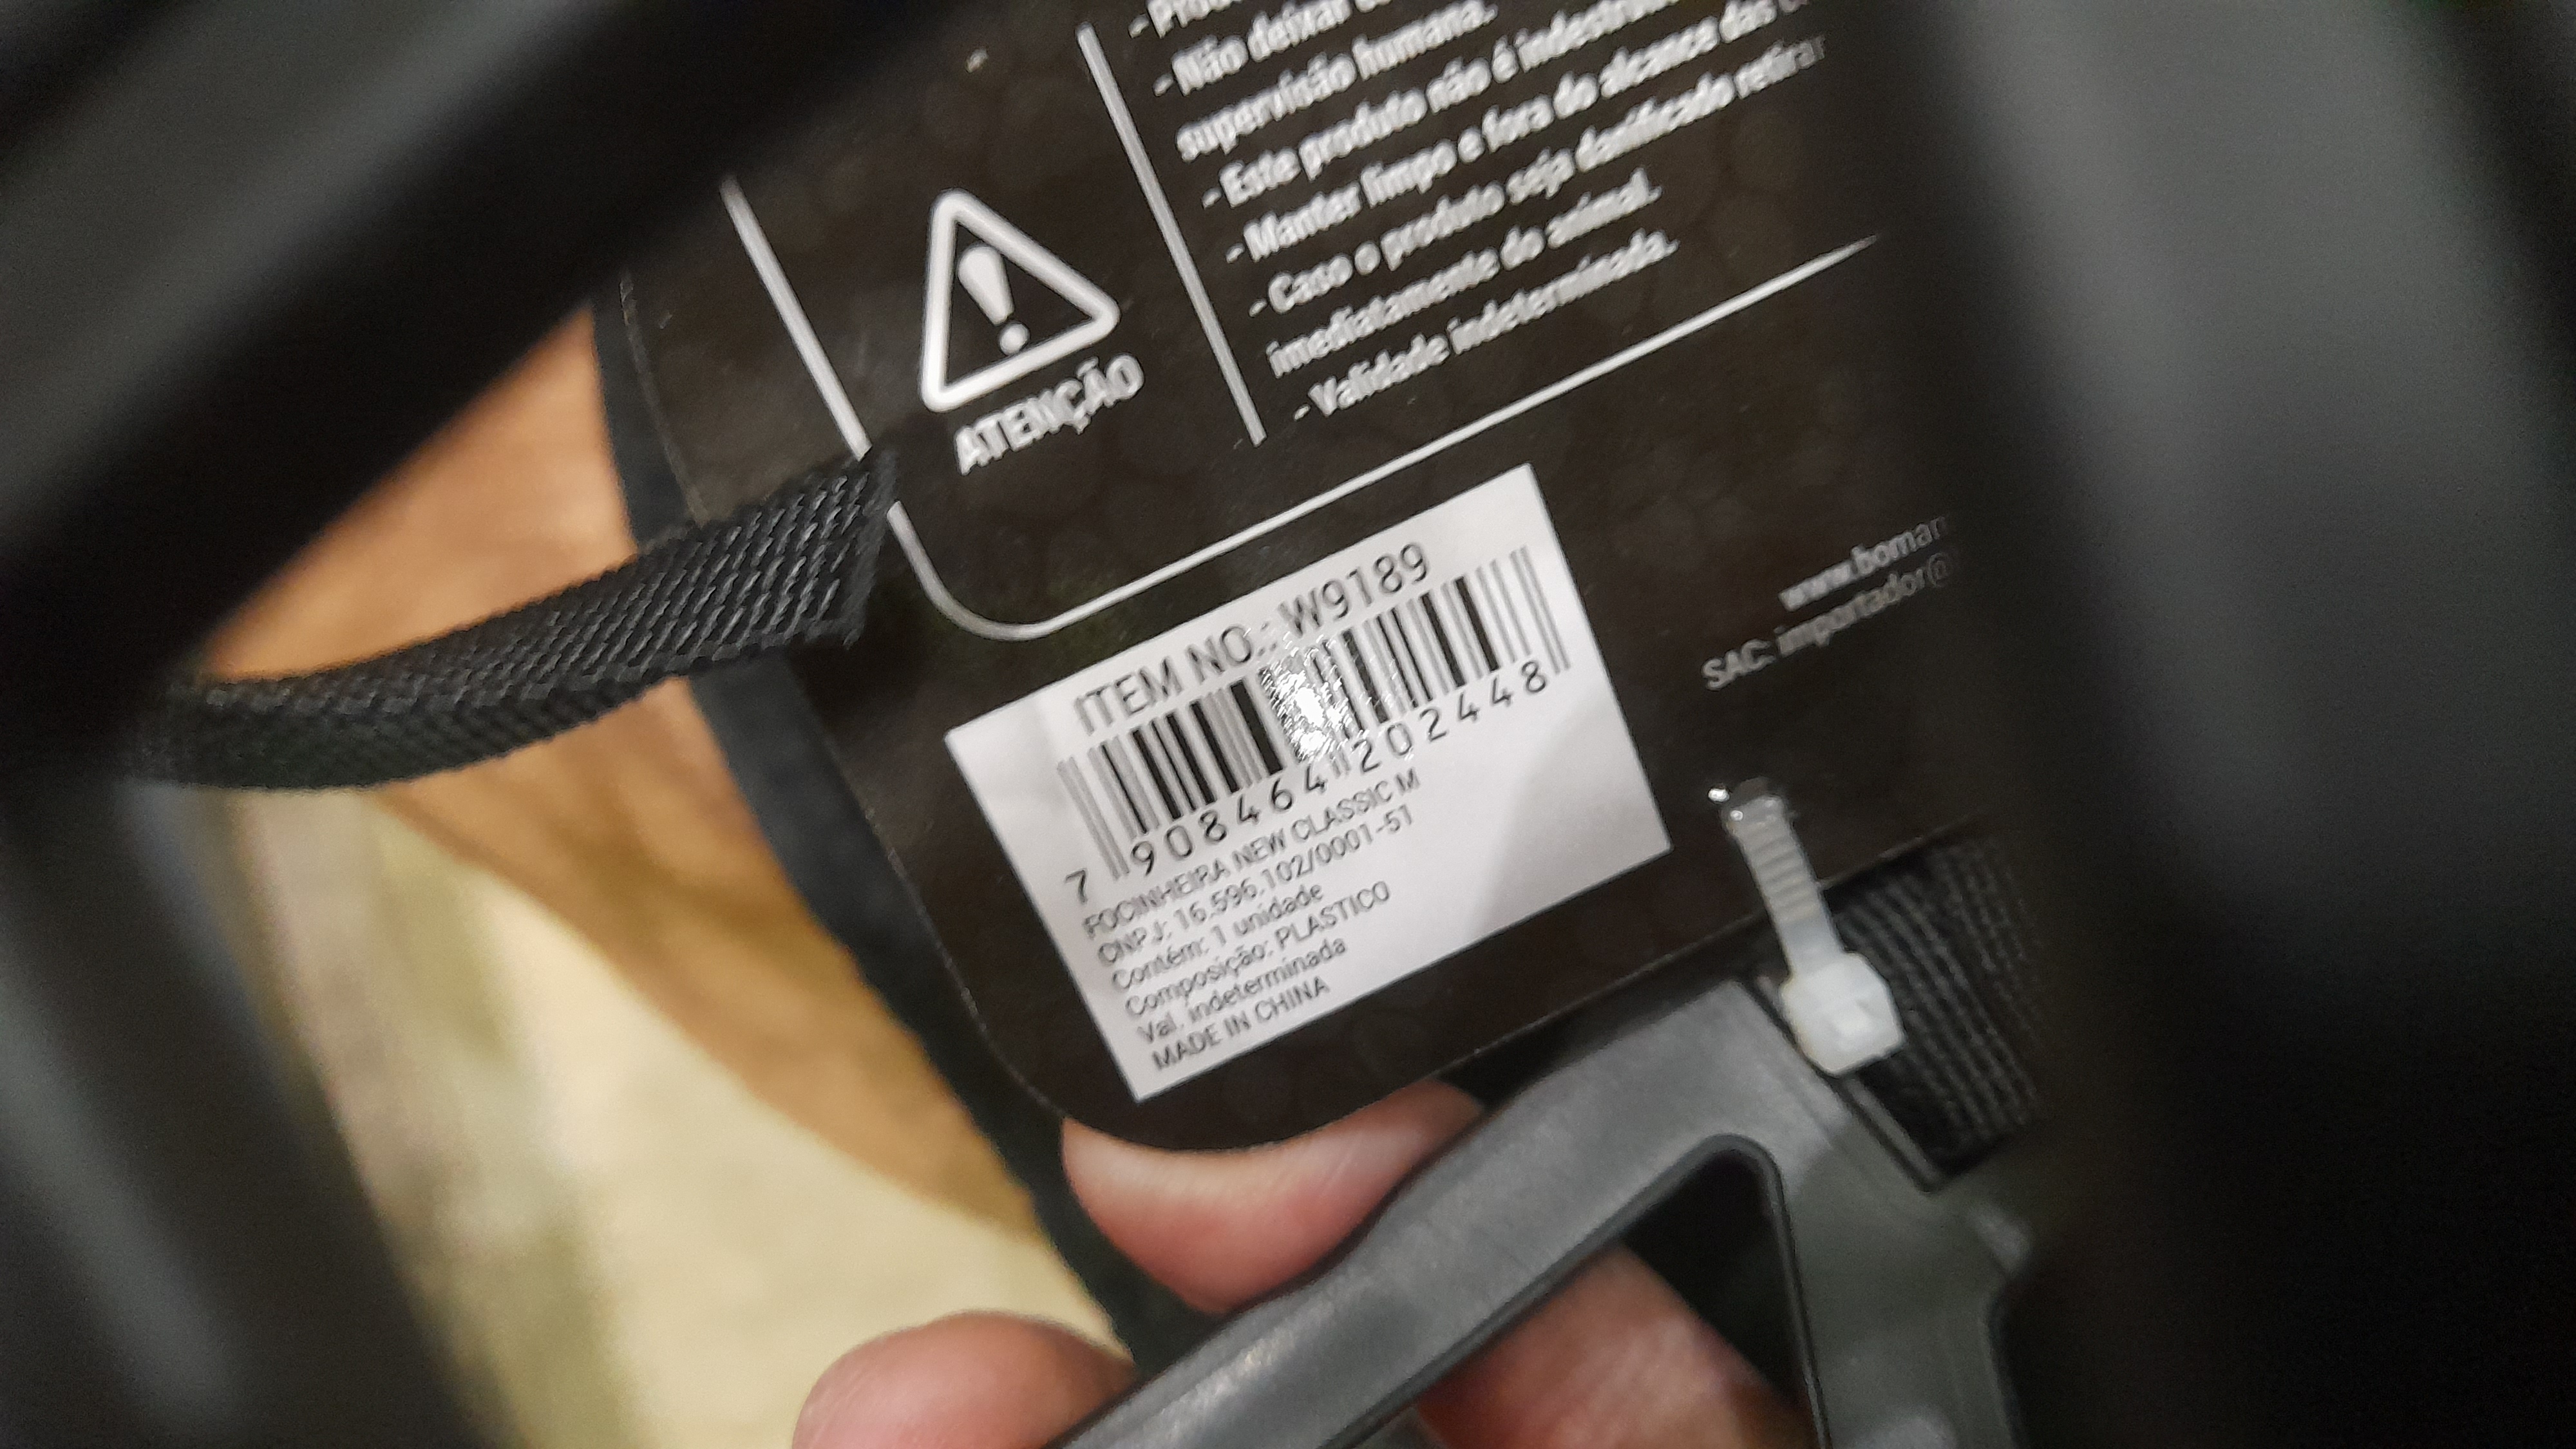 - Não deixar
supervisão humana.
- Este produto não é
- Manter limpo e fora do alcance das
- Caso o produto seja danificado retirar
imediatamente do animal.
- Validade indeterminada.
ATENÇÃO
ITEM NO.: W9189
7 908464 202448
FOCINHEIRA NEW CLASSIC M
CNPJ: 16.596.102/0001-51
Contém: 1 unidade
Composição: PLASTICO
Val. indeterminada
MADE IN CHINA
SAC: importador@